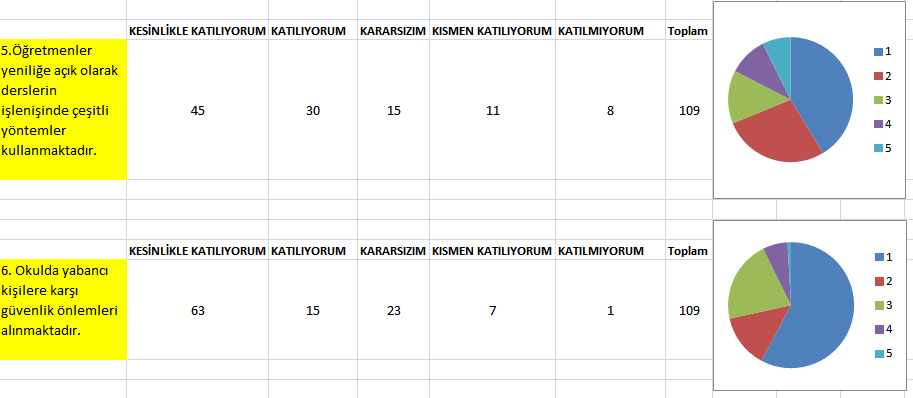 KESİNLİKLE KATILIYORUM KATILIYORUM KARARSIZIM KISMEN KATILIYORUM KATILMIYORUM Toplam
5.Öğretmenler
yeniliğe açık olarak
derslerin
işlenişinde çeşitli
yöntemler
kullanmaktadır.
45 30 15 11 8 109
1
2
3
4
5
KESİNLİKLE KATILIYORUM KATILIYORUM KARARSIZIM KISMEN KATILIYORUM KATILMIYORUM Toplam
6. Okulda yabancı
kişilere karşı
güvenlik önlemleri
alınmaktadır.
63 15 23 7 1 109
1
2
3
4
5